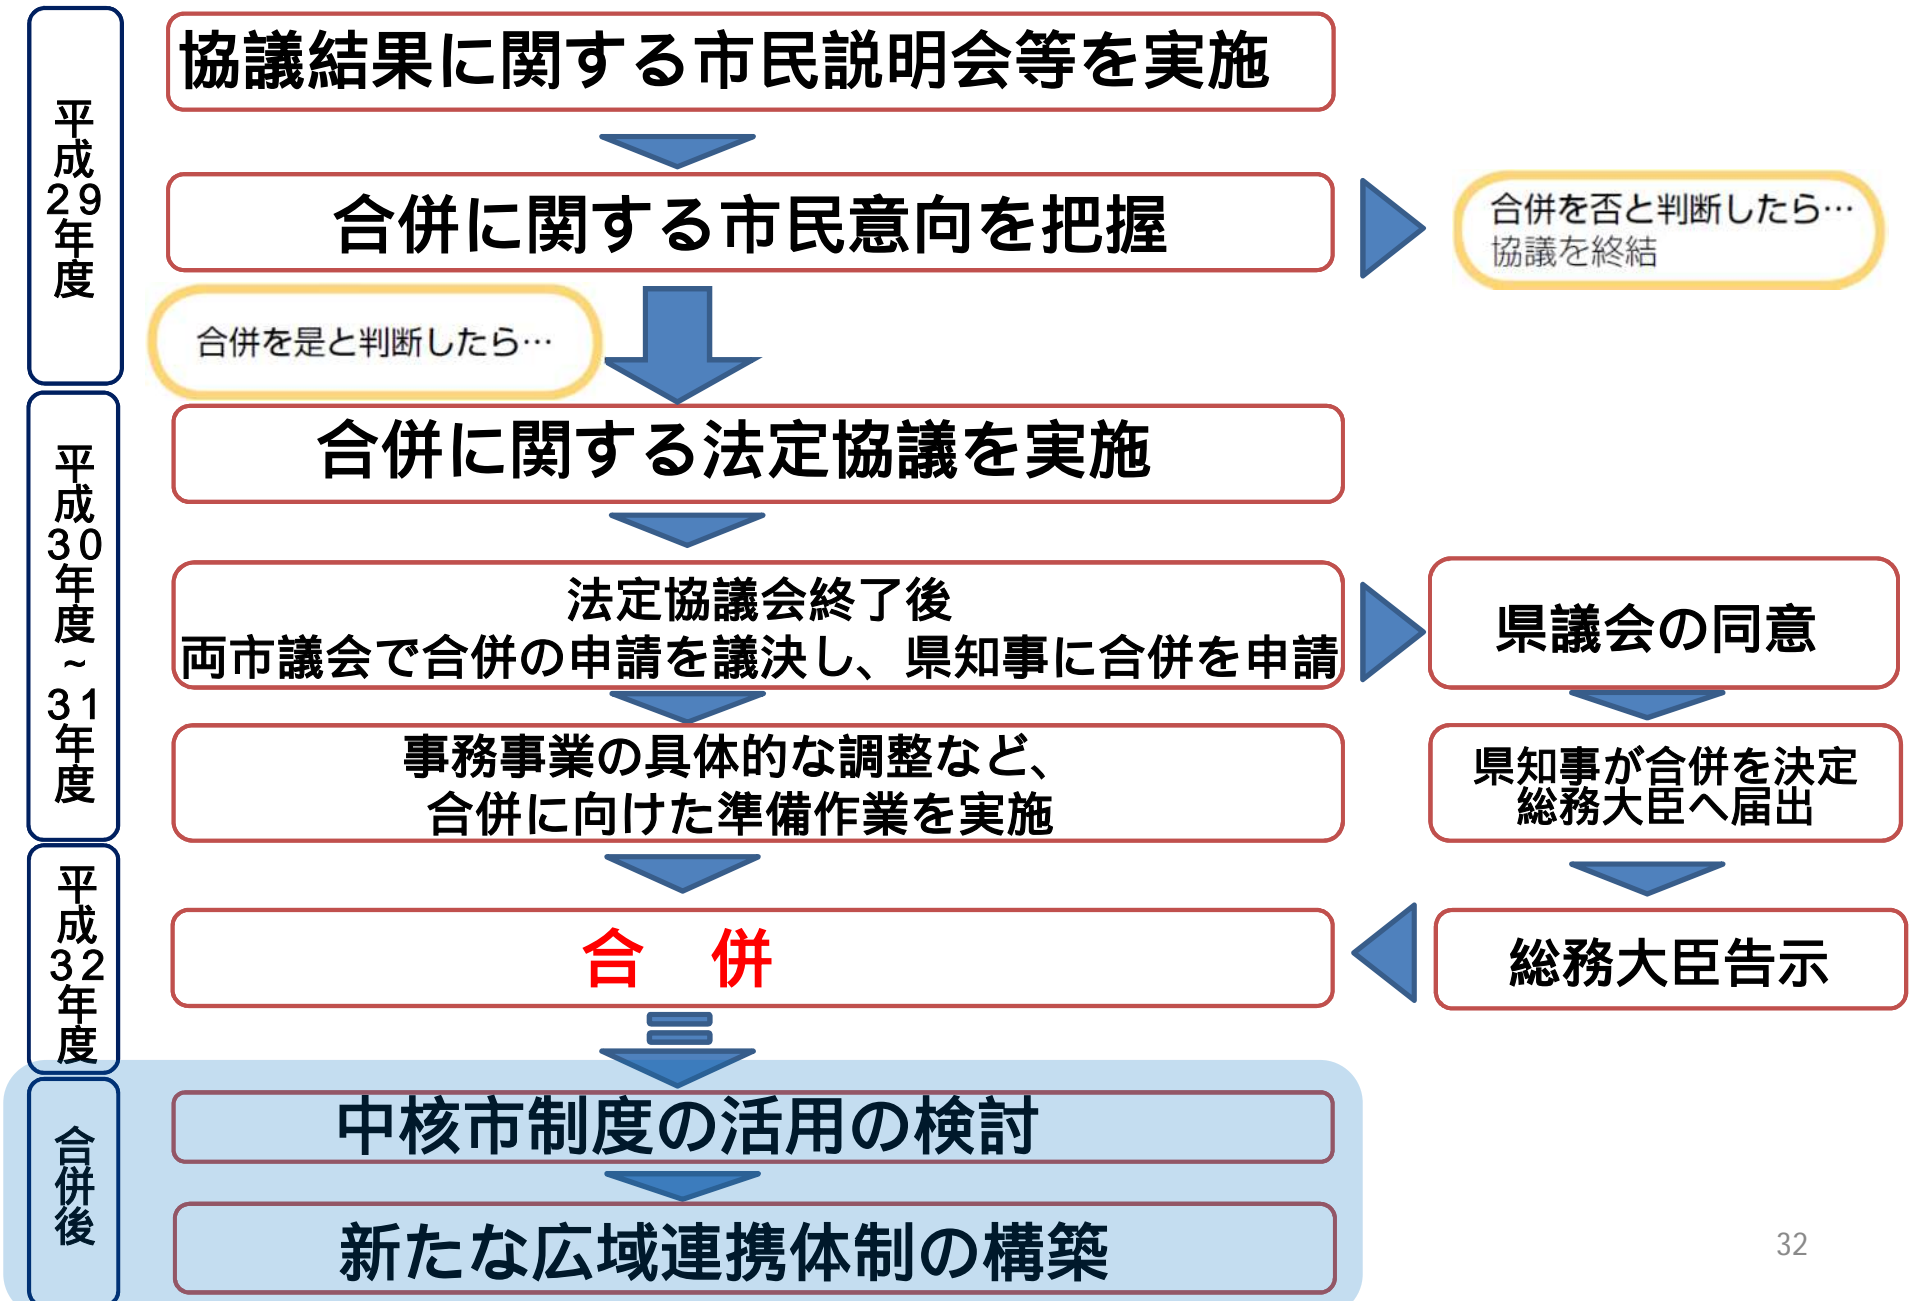 平成29年度
協議結果に関する市民説明会等を実施
合併に関する市民意向を把握
合併を否と判断したら…
協議を終結
合併を是と判断したら…
平成30年度~31年度
合併に関する法定協議を実施
法定協議会終了後
両市議会で合併の申請を議決し、県知事に合併を申請
県議会の同意
事務事業の具体的な調整など、
合併に向けた準備作業を実施
県知事が合併を決定
総務大臣へ届出
平成32年度
合　併
総務大臣告示
合併後
中核市制度の活用の検討
新たな広域連携体制の構築
32